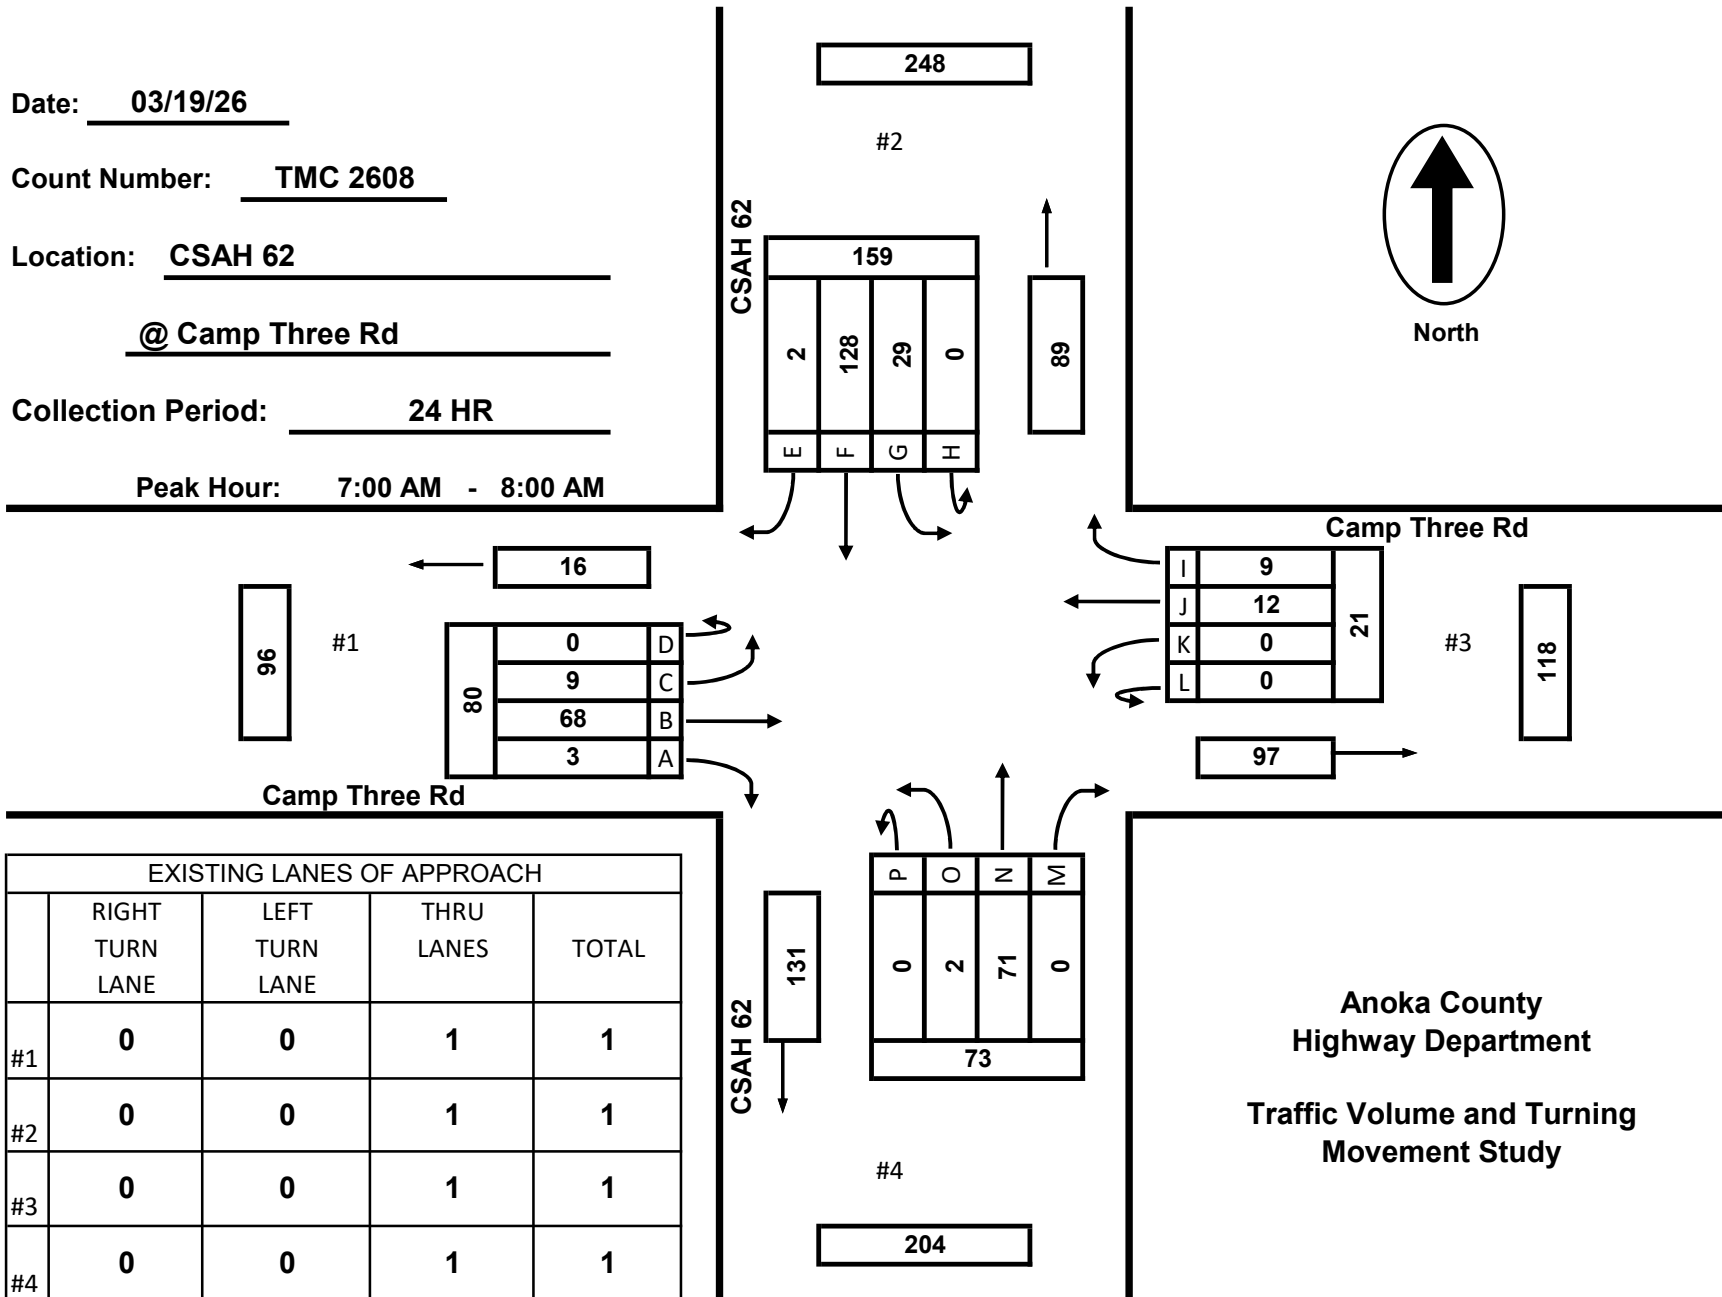 Date: 03/19/26
Count Number: TMC 2608
Location: CSAH 62
@ Camp Three Rd
Collection Period: 24 HR
Peak Hour: 7:00 AM - 8:00 AM
248
#2
CSAH 62
159
2 128 29 0
E F G H
89
North
Camp Three Rd
16
96
#1
80
0 D
9 C
68 B
3 A
Camp Three Rd
I 9
J 12
K 0
L 0
21
#3
118
97
P O N M
0 2 71 0
73
131
CSAH 62
#4
204
EXISTING LANES OF APPROACH
RIGHT TURN LANE
LEFT TURN LANE
THRU LANES
TOTAL
#1 0 0 1 1
#2 0 0 1 1
#3 0 0 1 1
#4 0 0 1 1
Anoka County
Highway Department
Traffic Volume and Turning
Movement Study